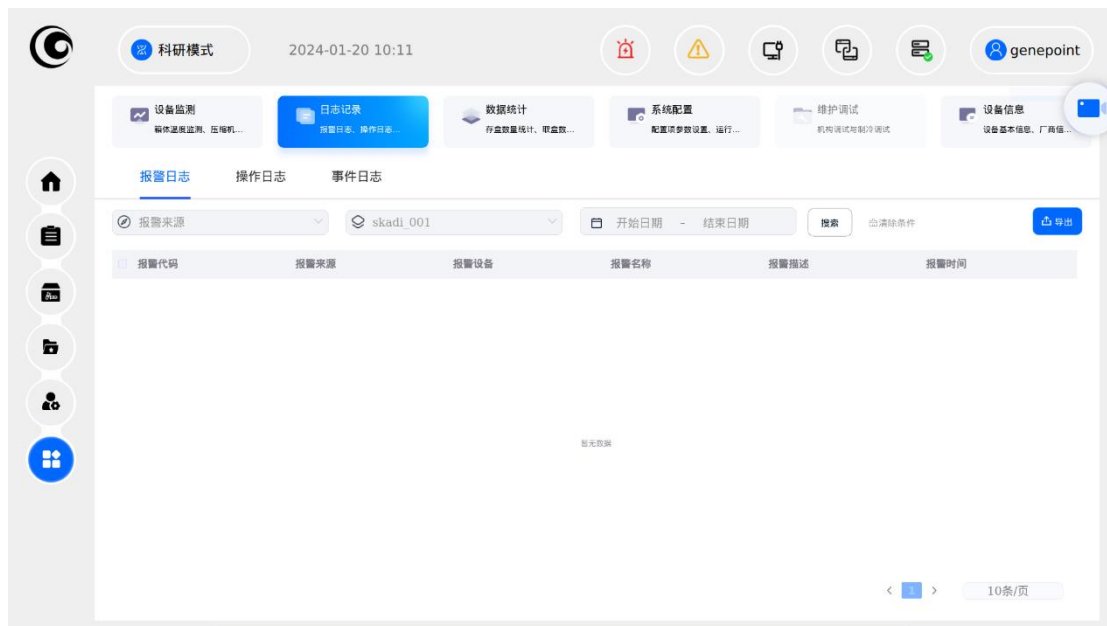 科研模式 2024-01-20 10:11 genepoint
设备监测 日志记录 数据统计 系统配置 维护调试 设备信息
箱体温度监测、压缩机... 报警日志、操作日志... 存盒数量统计、取盒数... 配置项参数设置、运行... 机构调试与制冷调试 设备基本信息、厂商信...
报警日志 操作日志 事件日志
报警来源 skadi_001 开始日期 - 结束日期 搜索 清除条件 导出
报警代码 报警来源 报警设备 报警名称 报警描述 报警时间
暂无数据
1 10条/页